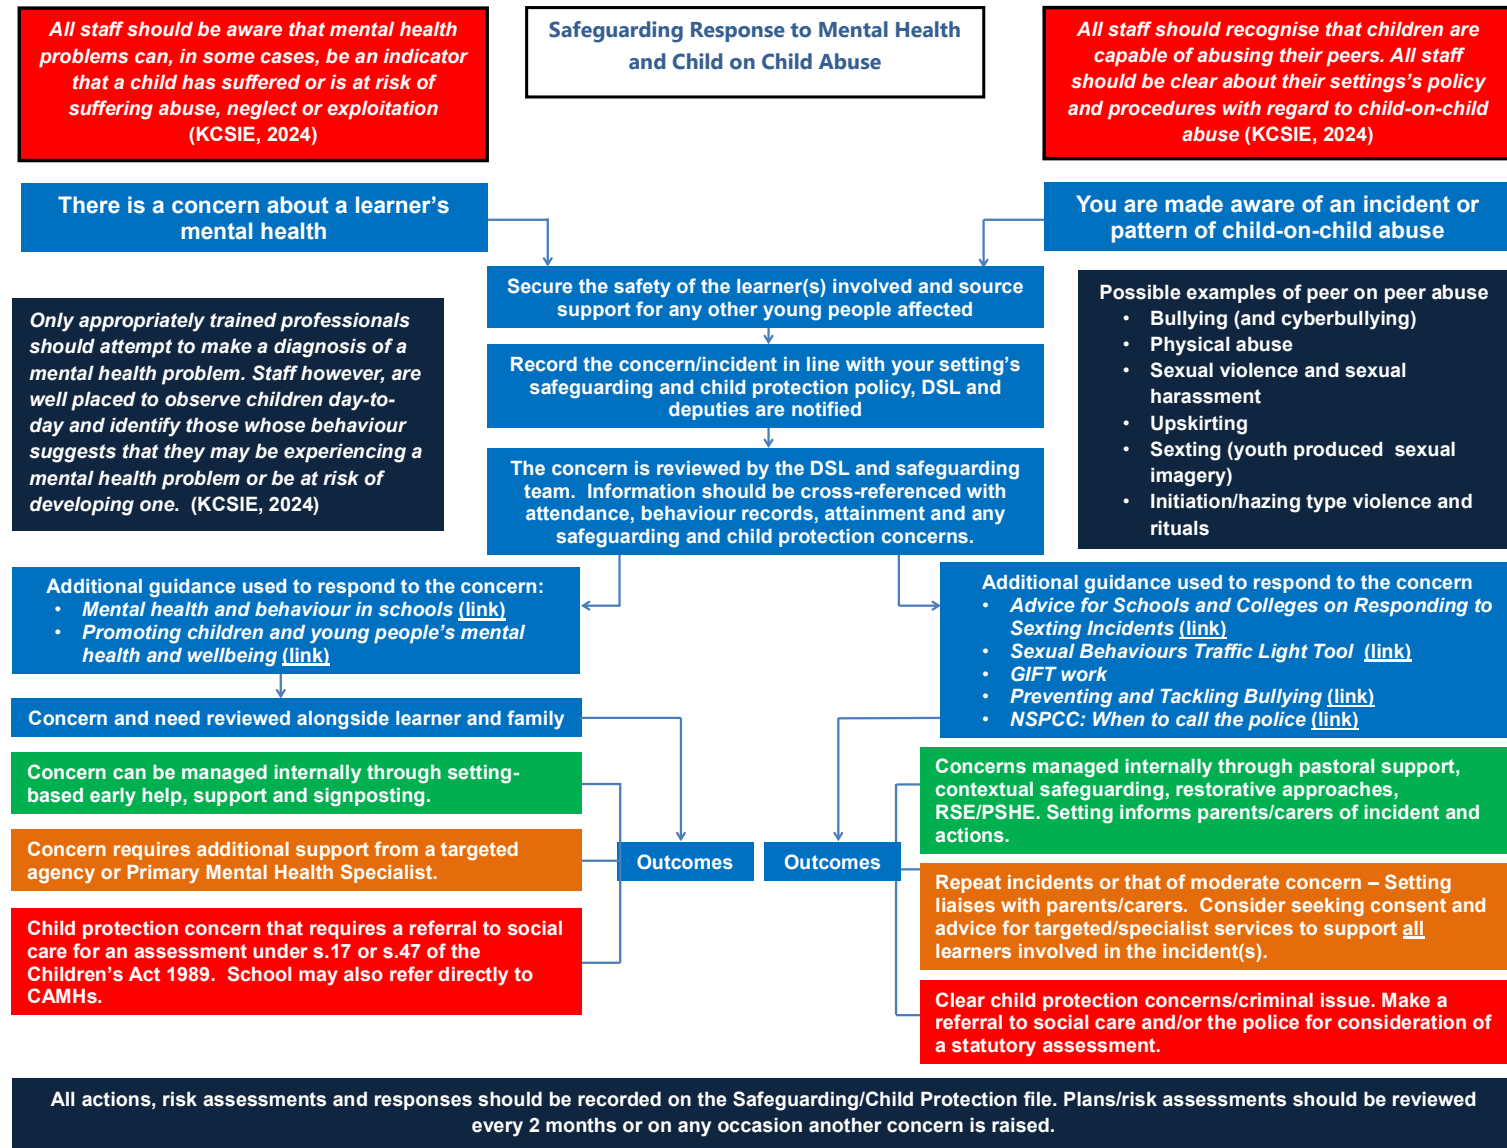 All staff should be aware that mental health
problems can, in some cases, be an indicator
that a child has suffered or is at risk of
suffering abuse, neglect or exploitation
(KCSIE, 2024)
Safeguarding Response to Mental Health
and Child on Child Abuse
All staff should recognise that children are
capable of abusing their peers. All staff
should be clear about their settings's policy
and procedures with regard to child-on-child
abuse (KCSIE, 2024)
There is a concern about a learner's
mental health
You are made aware of an incident or
pattern of child-on-child abuse
Secure the safety of the learner(s) involved and source
support for any other young people affected
Only appropriately trained professionals
should attempt to make a diagnosis of a
mental health problem. Staff however, are
well placed to observe children day-to-
day and identify those whose behaviour
suggests that they may be experiencing a
mental health problem or be at risk of
developing one. (KCSIE, 2024)
Record the concern/incident in line with your setting's
safeguarding and child protection policy, DSL and
deputies are notified
Possible examples of peer on peer abuse
• Bullying (and cyberbullying)
• Physical abuse
• Sexual violence and sexual
harassment
• Upskirting
• Sexting (youth produced sexual
imagery)
• Initiation/hazing type violence and
rituals
The concern is reviewed by the DSL and safeguarding
team. Information should be cross-referenced with
attendance, behaviour records, attainment and any
safeguarding and child protection concerns.
Additional guidance used to respond to the concern:
• Mental health and behaviour in schools (link)
• Promoting children and young people's mental
health and wellbeing (link)
Additional guidance used to respond to the concern
• Advice for Schools and Colleges on Responding to
Sexting Incidents (link)
• Sexual Behaviours Traffic Light Tool (link)
• GIFT work
• Preventing and Tackling Bullying (link)
• NSPCC: When to call the police (link)
Concern and need reviewed alongside learner and family
Concern can be managed internally through setting-
based early help, support and signposting.
Concern requires additional support from a targeted
agency or Primary Mental Health Specialist.
Child protection concern that requires a referral to social
care for an assessment under s.17 or s.47 of the
Children's Act 1989. School may also refer directly to
CAMHs.
Outcomes
Outcomes
Concerns managed internally through pastoral support,
contextual safeguarding, restorative approaches,
RSE/PSHE. Setting informs parents/carers of incident and
actions.
Repeat incidents or that of moderate concern – Setting
liaises with parents/carers. Consider seeking consent and
advice for targeted/specialist services to support all
learners involved in the incident(s).
Clear child protection concerns/criminal issue. Make a
referral to social care and/or the police for consideration of
a statutory assessment.
All actions, risk assessments and responses should be recorded on the Safeguarding/Child Protection file. Plans/risk assessments should be reviewed
every 2 months or on any occasion another concern is raised.